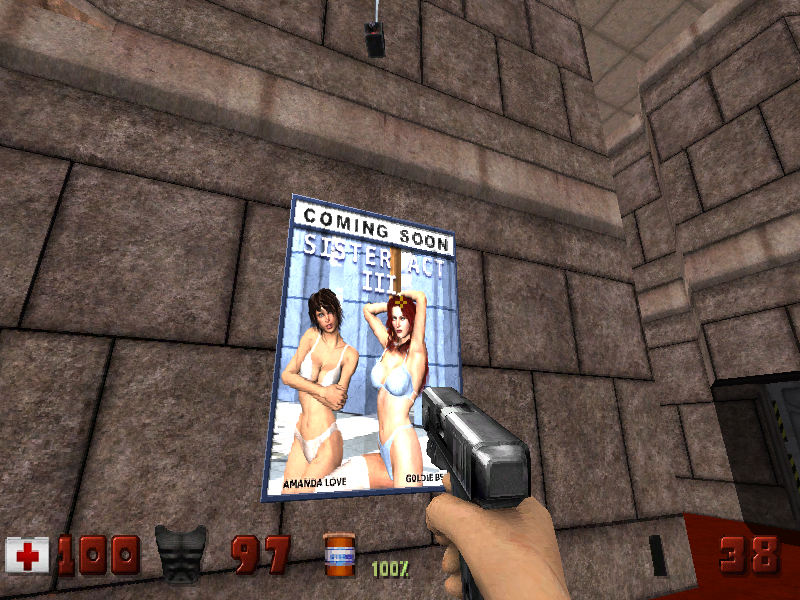 COMING SOON
SISTER ACT
III
AMANDA LOVE
GOLDIE
100
97
100%
38